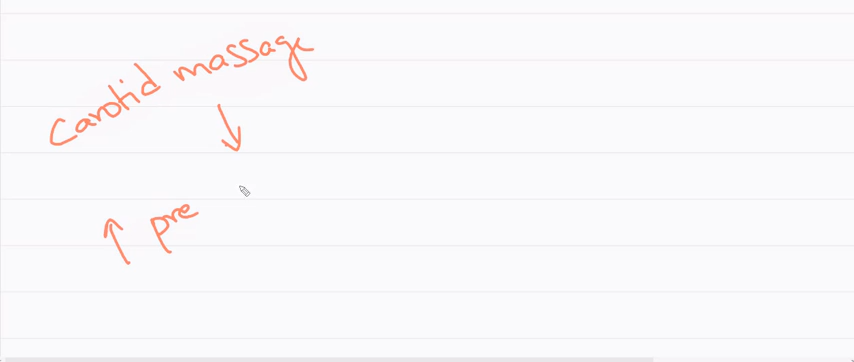 Carotid massage
↓
↑ pre